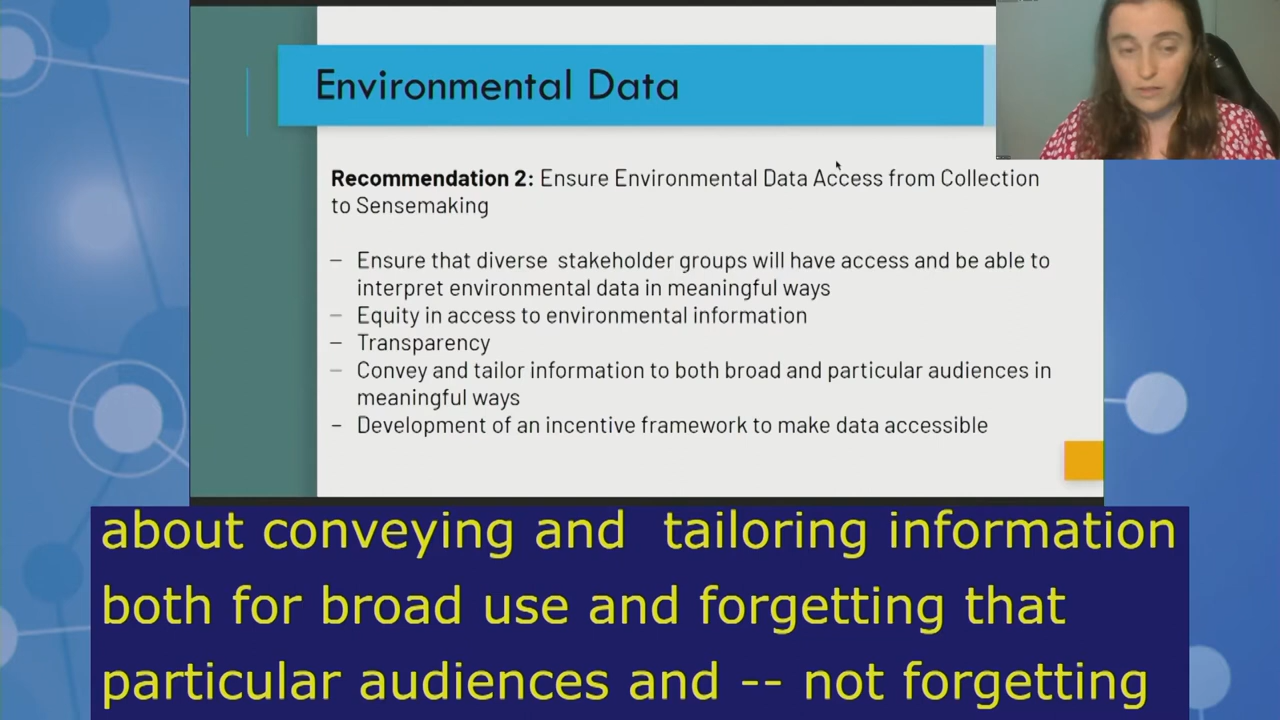 Environmental Data
Recommendation 2: Ensure Environmental Data Access from Collection
to Sensemaking
– Ensure that diverse stakeholder groups will have access and be able to
interpret environmental data in meaningful ways
– Equity in access to environmental information
– Transparency
– Convey and tailor information to both broad and particular audiences in
meaningful ways
– Development of an incentive framework to make data accessible
about conveying and tailoring information
both for broad use and forgetting that
particular audiences and -- not forgetting